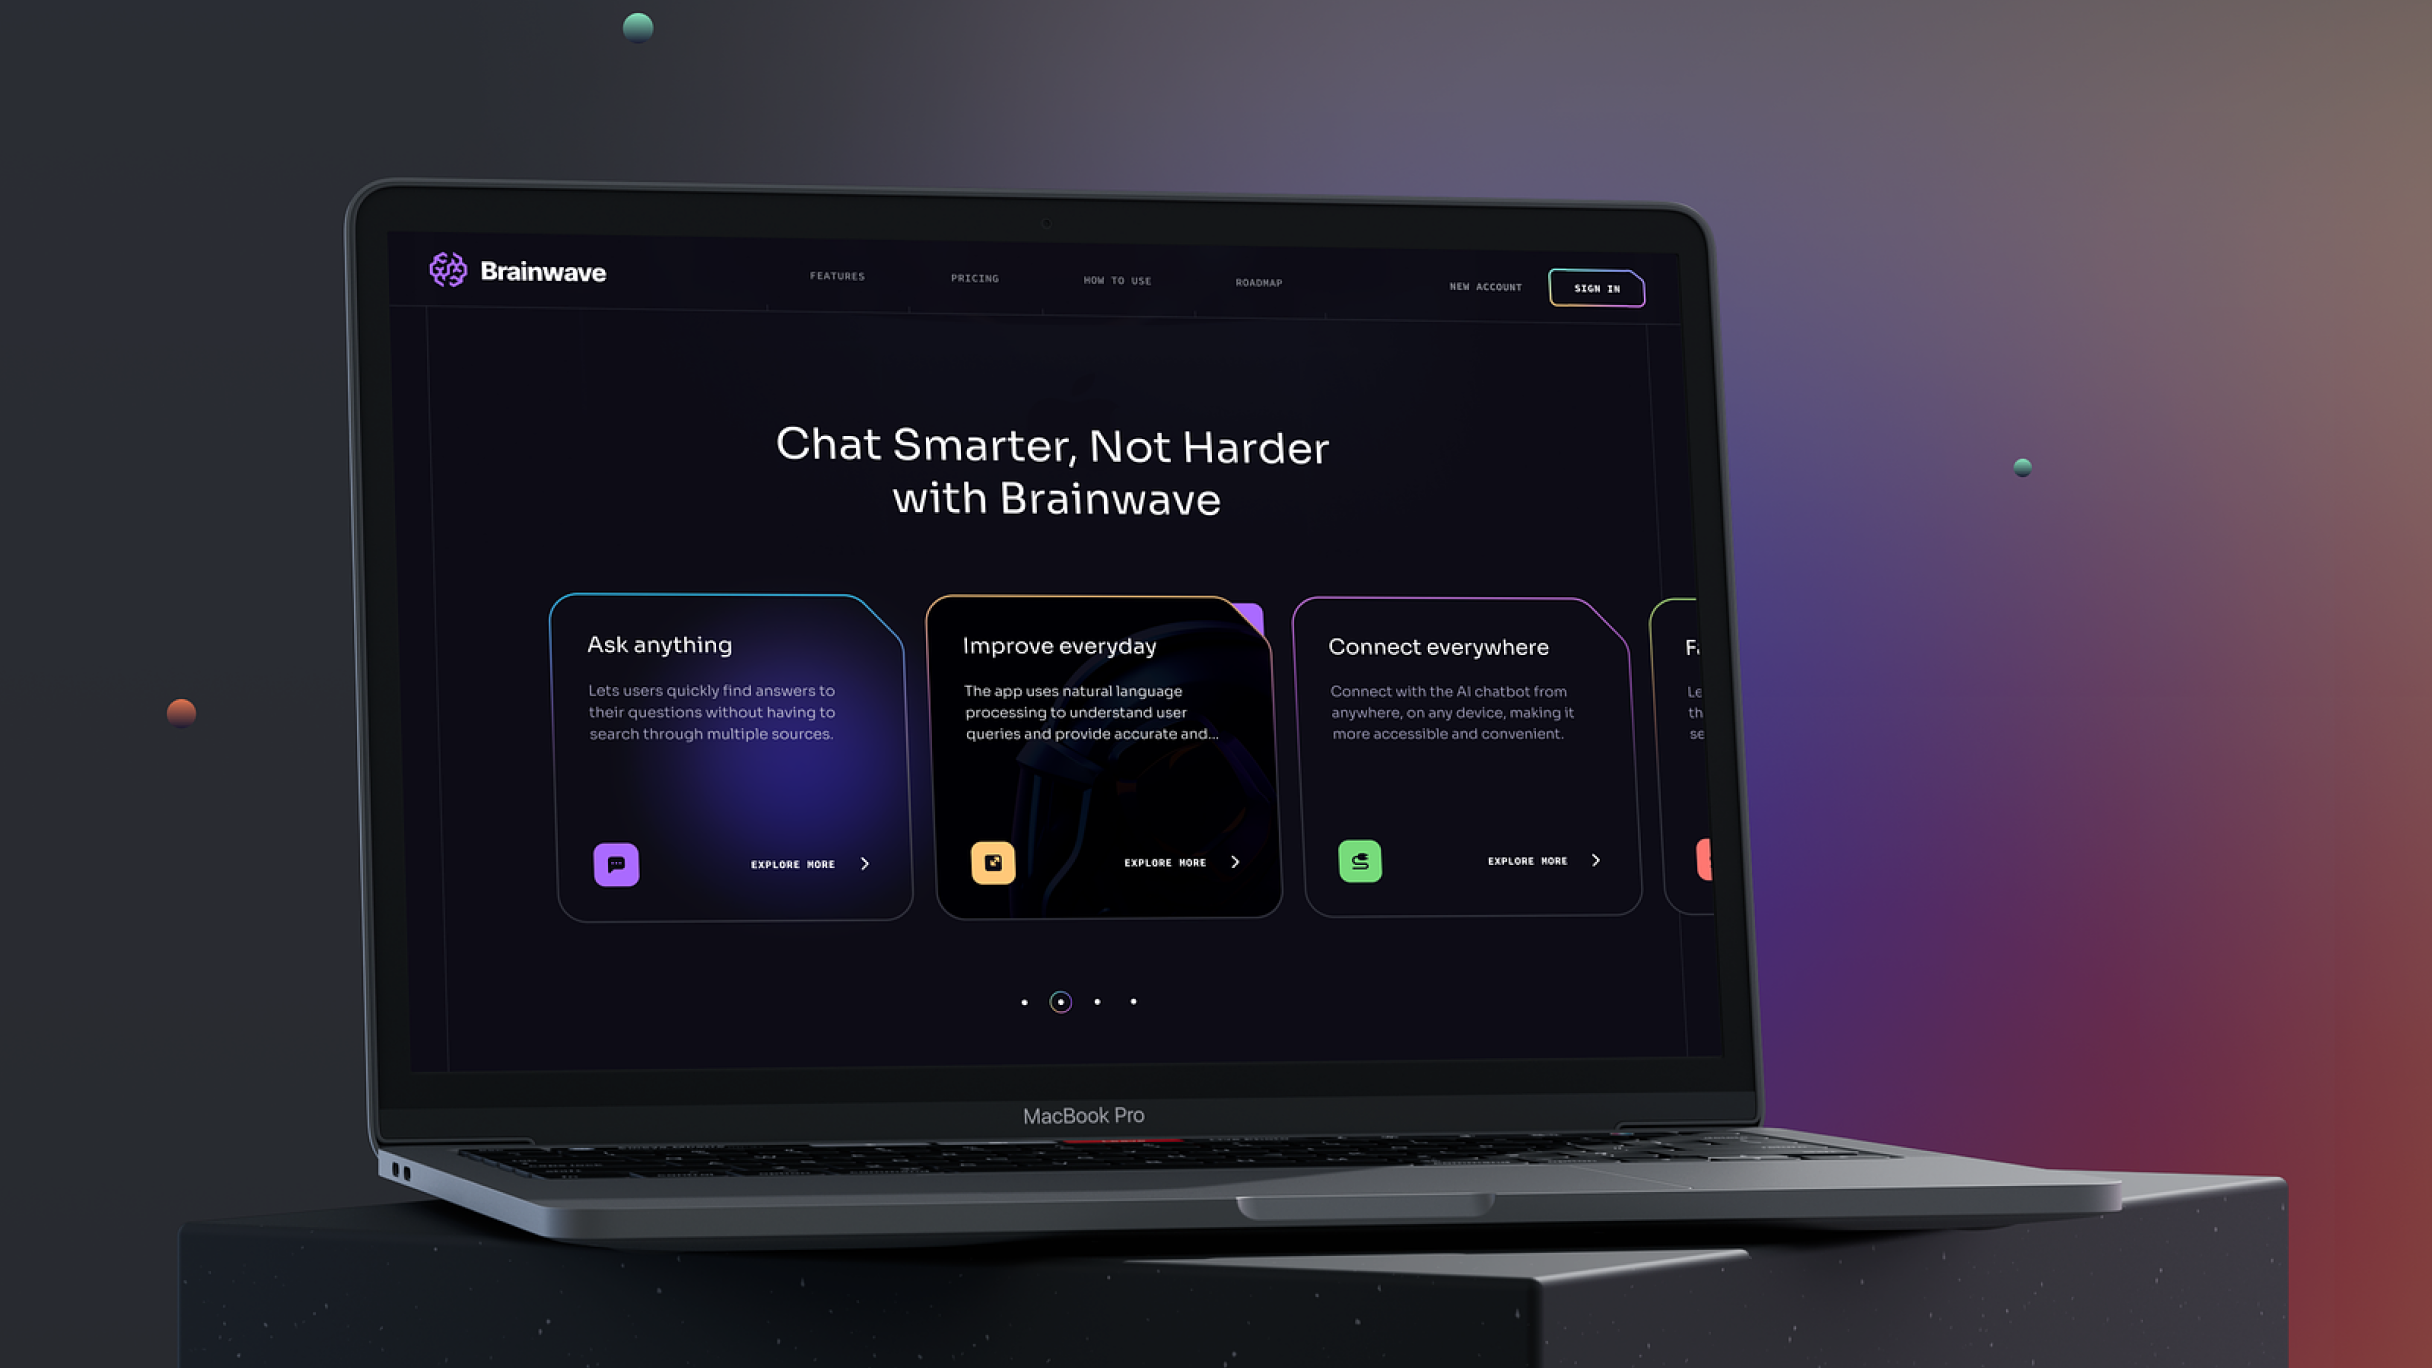 Brainwave
FEATURES
PRICING
HOW TO USE
ROADMAP
NEW ACCOUNT
SIGN IN
Chat Smarter, Not Harder
with Brainwave
Ask anything
Lets users quickly find answers to
their questions without having to
search through multiple sources.
EXPLORE MORE
Improve everyday
The app uses natural language
processing to understand user
queries and provide accurate and...
EXPLORE MORE
Connect everywhere
Connect with the AI chatbot from
anywhere, on any device, making it
more accessible and convenient.
EXPLORE MORE
Le
th
se
MacBook Pro